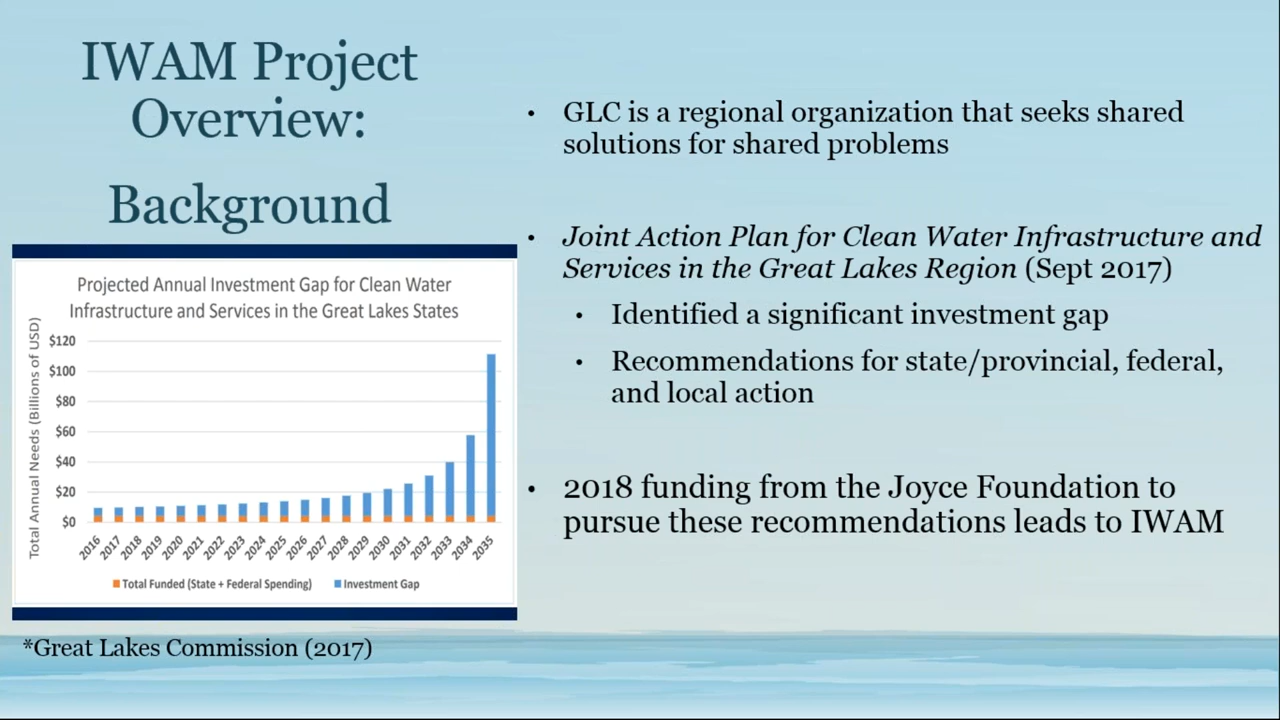 IWAM Project
Overview:
Background
Projected Annual Investment Gap for Clean Water
Infrastructure and Services in the Great Lakes States
Total Annual Needs (Billions of USD)
$120
$100
$80
$60
$40
$20
$0
2016 2017 2018 2019 2020 2021 2022 2023 2024 2025 2026 2027 2028 2029 2030 2031 2032 2033 2034 2035
Total Funded (State + Federal Spending) Investment Gap
*Great Lakes Commission (2017)
• GLC is a regional organization that seeks shared
solutions for shared problems
• Joint Action Plan for Clean Water Infrastructure and
Services in the Great Lakes Region (Sept 2017)
• Identified a significant investment gap
• Recommendations for state/provincial, federal,
and local action
• 2018 funding from the Joyce Foundation to
pursue these recommendations leads to IWAM